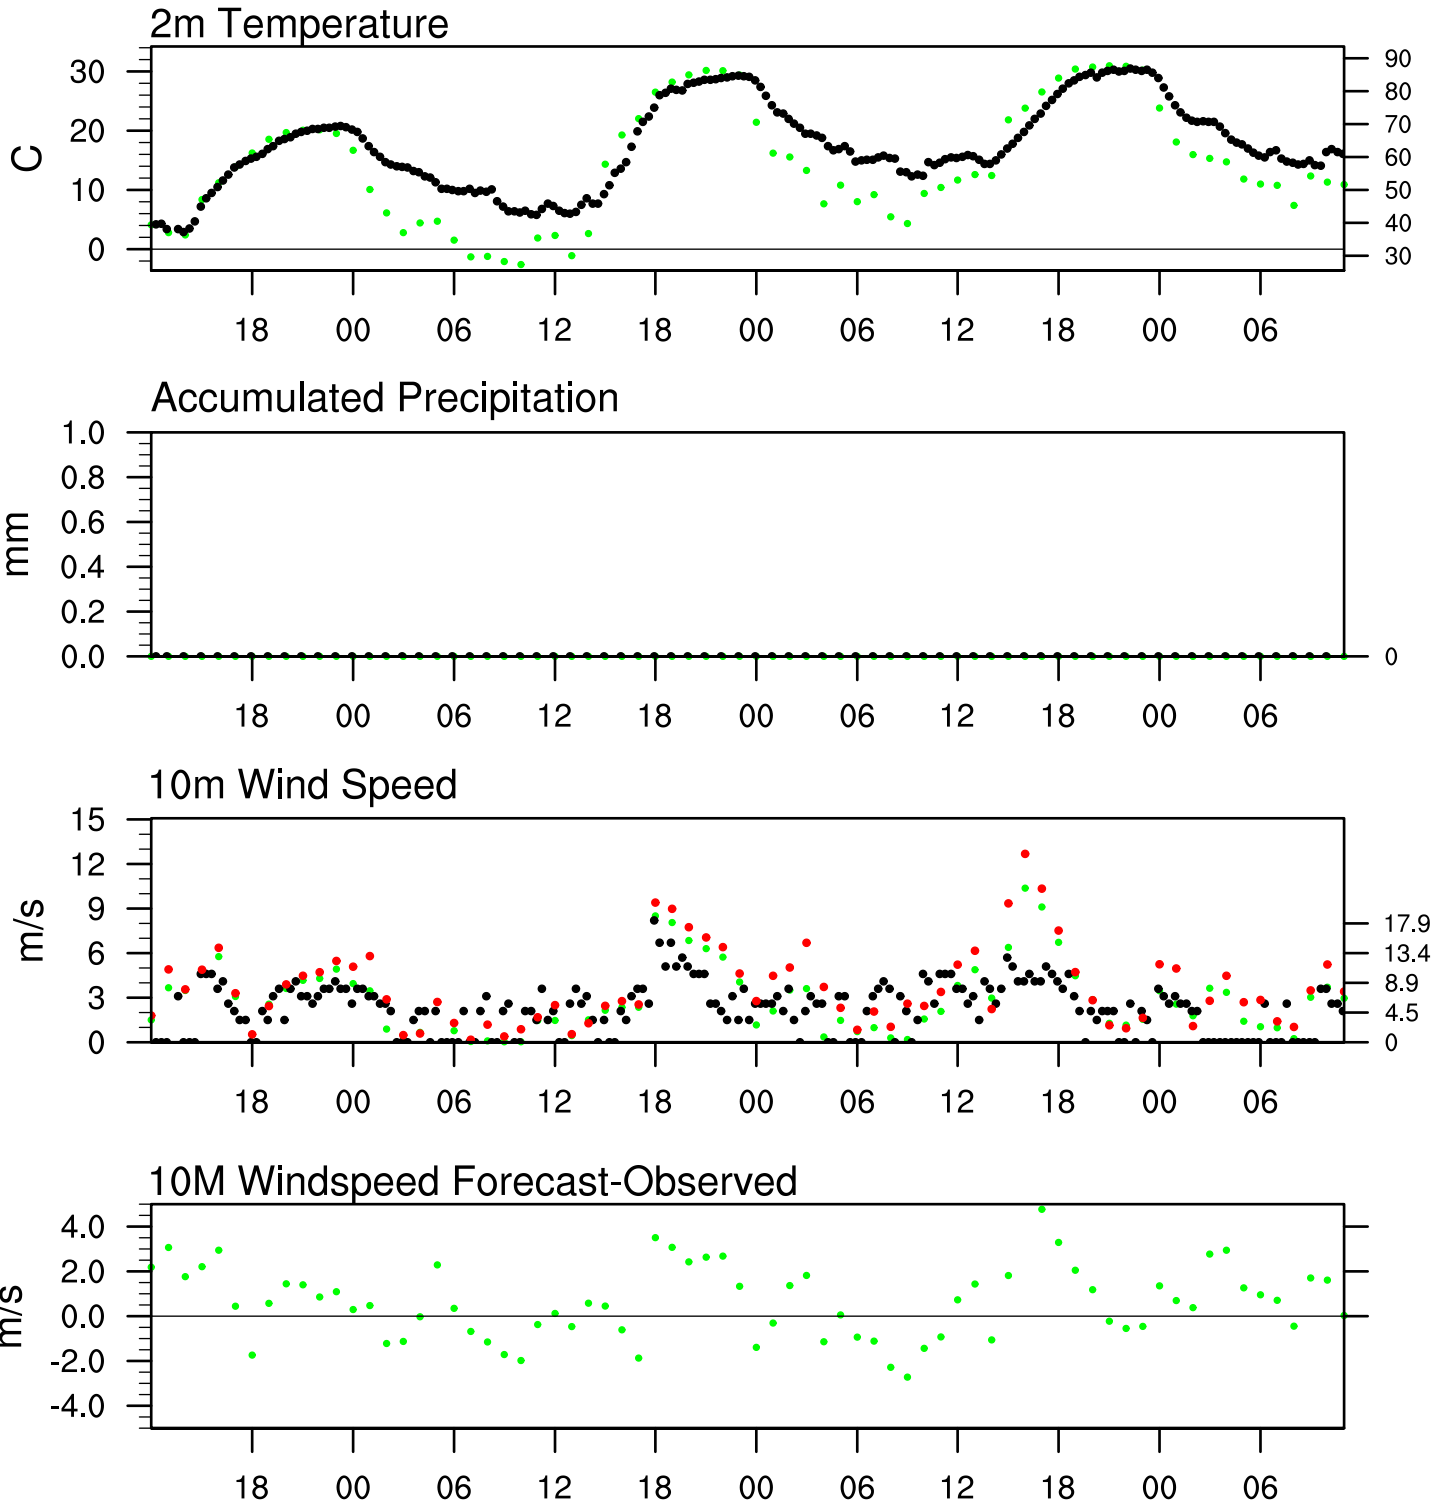 2m Temperature
C
30
20
10
0
90
80
70
60
50
40
30
18 00 06 12 18 00 06 12 18 00 06
Accumulated Precipitation
mm
1.0
0.8
0.6
0.4
0.2
0.0
0
18 00 06 12 18 00 06 12 18 00 06
10m Wind Speed
m/s
15
12
9
6
3
0
17.9
13.4
8.9
4.5
0
18 00 06 12 18 00 06 12 18 00 06
10M Windspeed Forecast-Observed
m/s
4.0
2.0
0.0
-2.0
-4.0
18 00 06 12 18 00 06 12 18 00 06